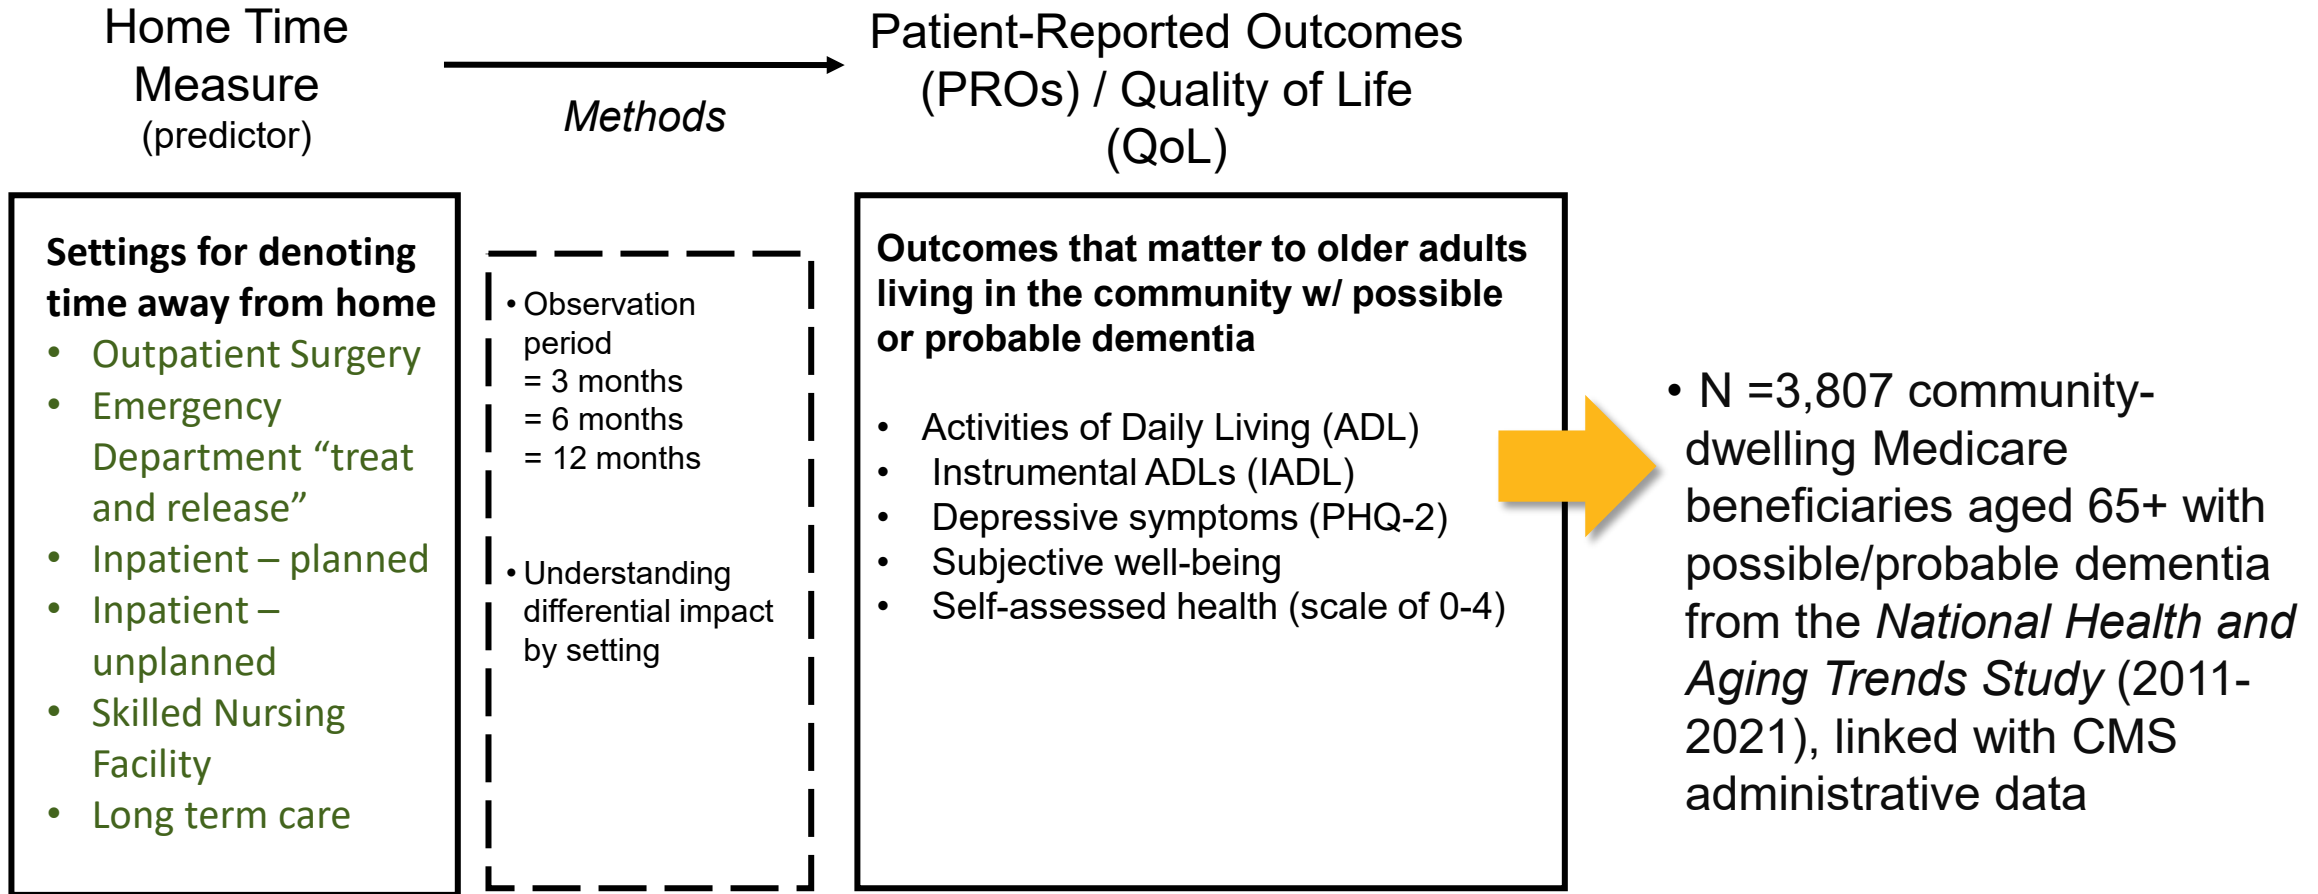 Home Time
Measure
(predictor)
Methods
Patient-Reported Outcomes
(PROs) / Quality of Life
(QoL)
Settings for denoting
time away from home
• Outpatient Surgery
• Emergency
Department “treat
and release”
• Inpatient – planned
• Inpatient –
unplanned
• Skilled Nursing
Facility
• Long term care
• Observation
period
= 3 months
= 6 months
= 12 months
• Understanding
differential impact
by setting
Outcomes that matter to older adults
living in the community w/ possible
or probable dementia
• Activities of Daily Living (ADL)
• Instrumental ADLs (IADL)
• Depressive symptoms (PHQ-2)
• Subjective well-being
• Self-assessed health (scale of 0-4)
• N =3,807 community-
dwelling Medicare
beneficiaries aged 65+ with
possible/probable dementia
from the National Health and
Aging Trends Study (2011-
2021), linked with CMS
administrative data